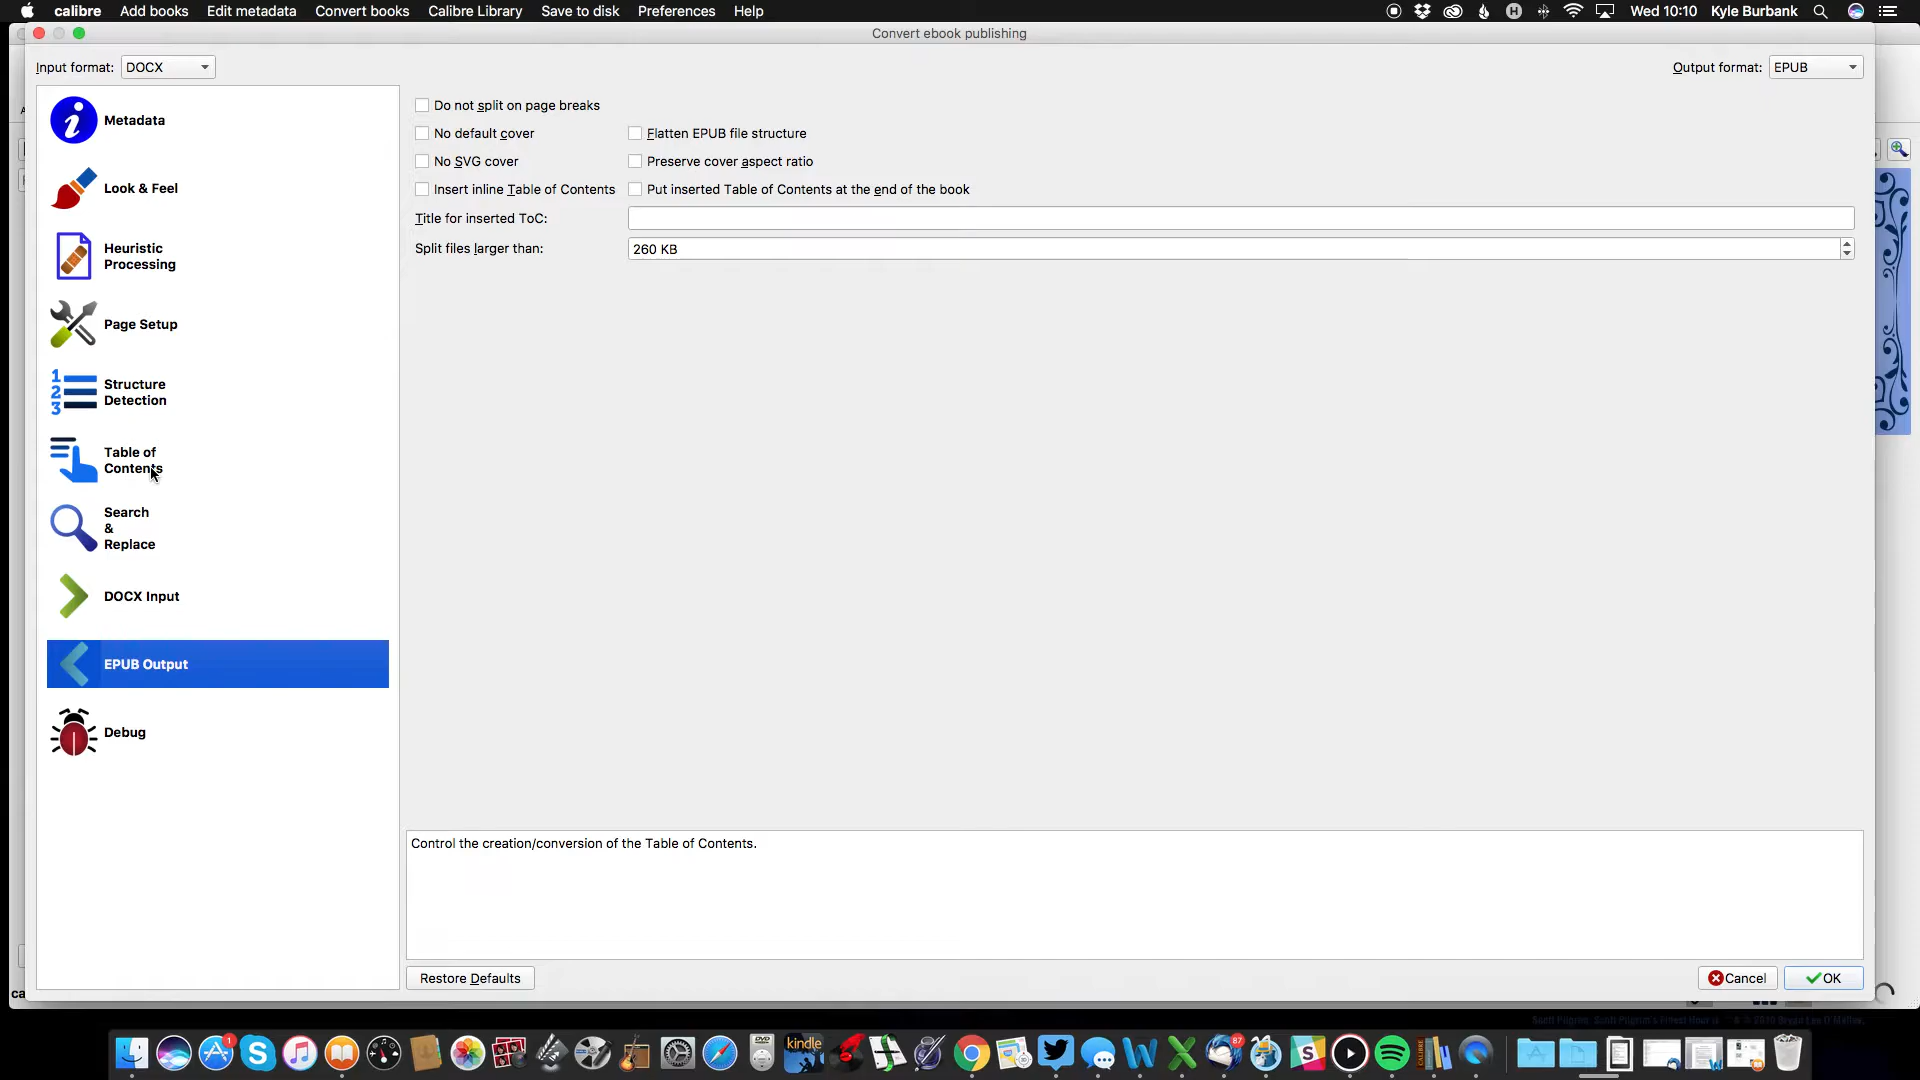 calibre Add books Edit metadata Convert books Calibre Library Save to disk Preferences Help Wed 10:10 Kyle Burbank
Convert ebook publishing
Input format: DOCX Output format: EPUB
Metadata
Look & Feel
Heuristic
Processing
Page Setup
Structure
Detection
Table of
Contents
Search
&
Replace
DOCX Input
EPUB Output
Debug
Do not split on page breaks
No default cover Flatten EPUB file structure
No SVG cover Preserve cover aspect ratio
Insert inline Table of Contents Put inserted Table of Contents at the end of the book
Title for inserted ToC:
Split files larger than: 260 KB
Control the creation/conversion of the Table of Contents.
Restore Defaults Cancel OK
ca
kindle
1
87